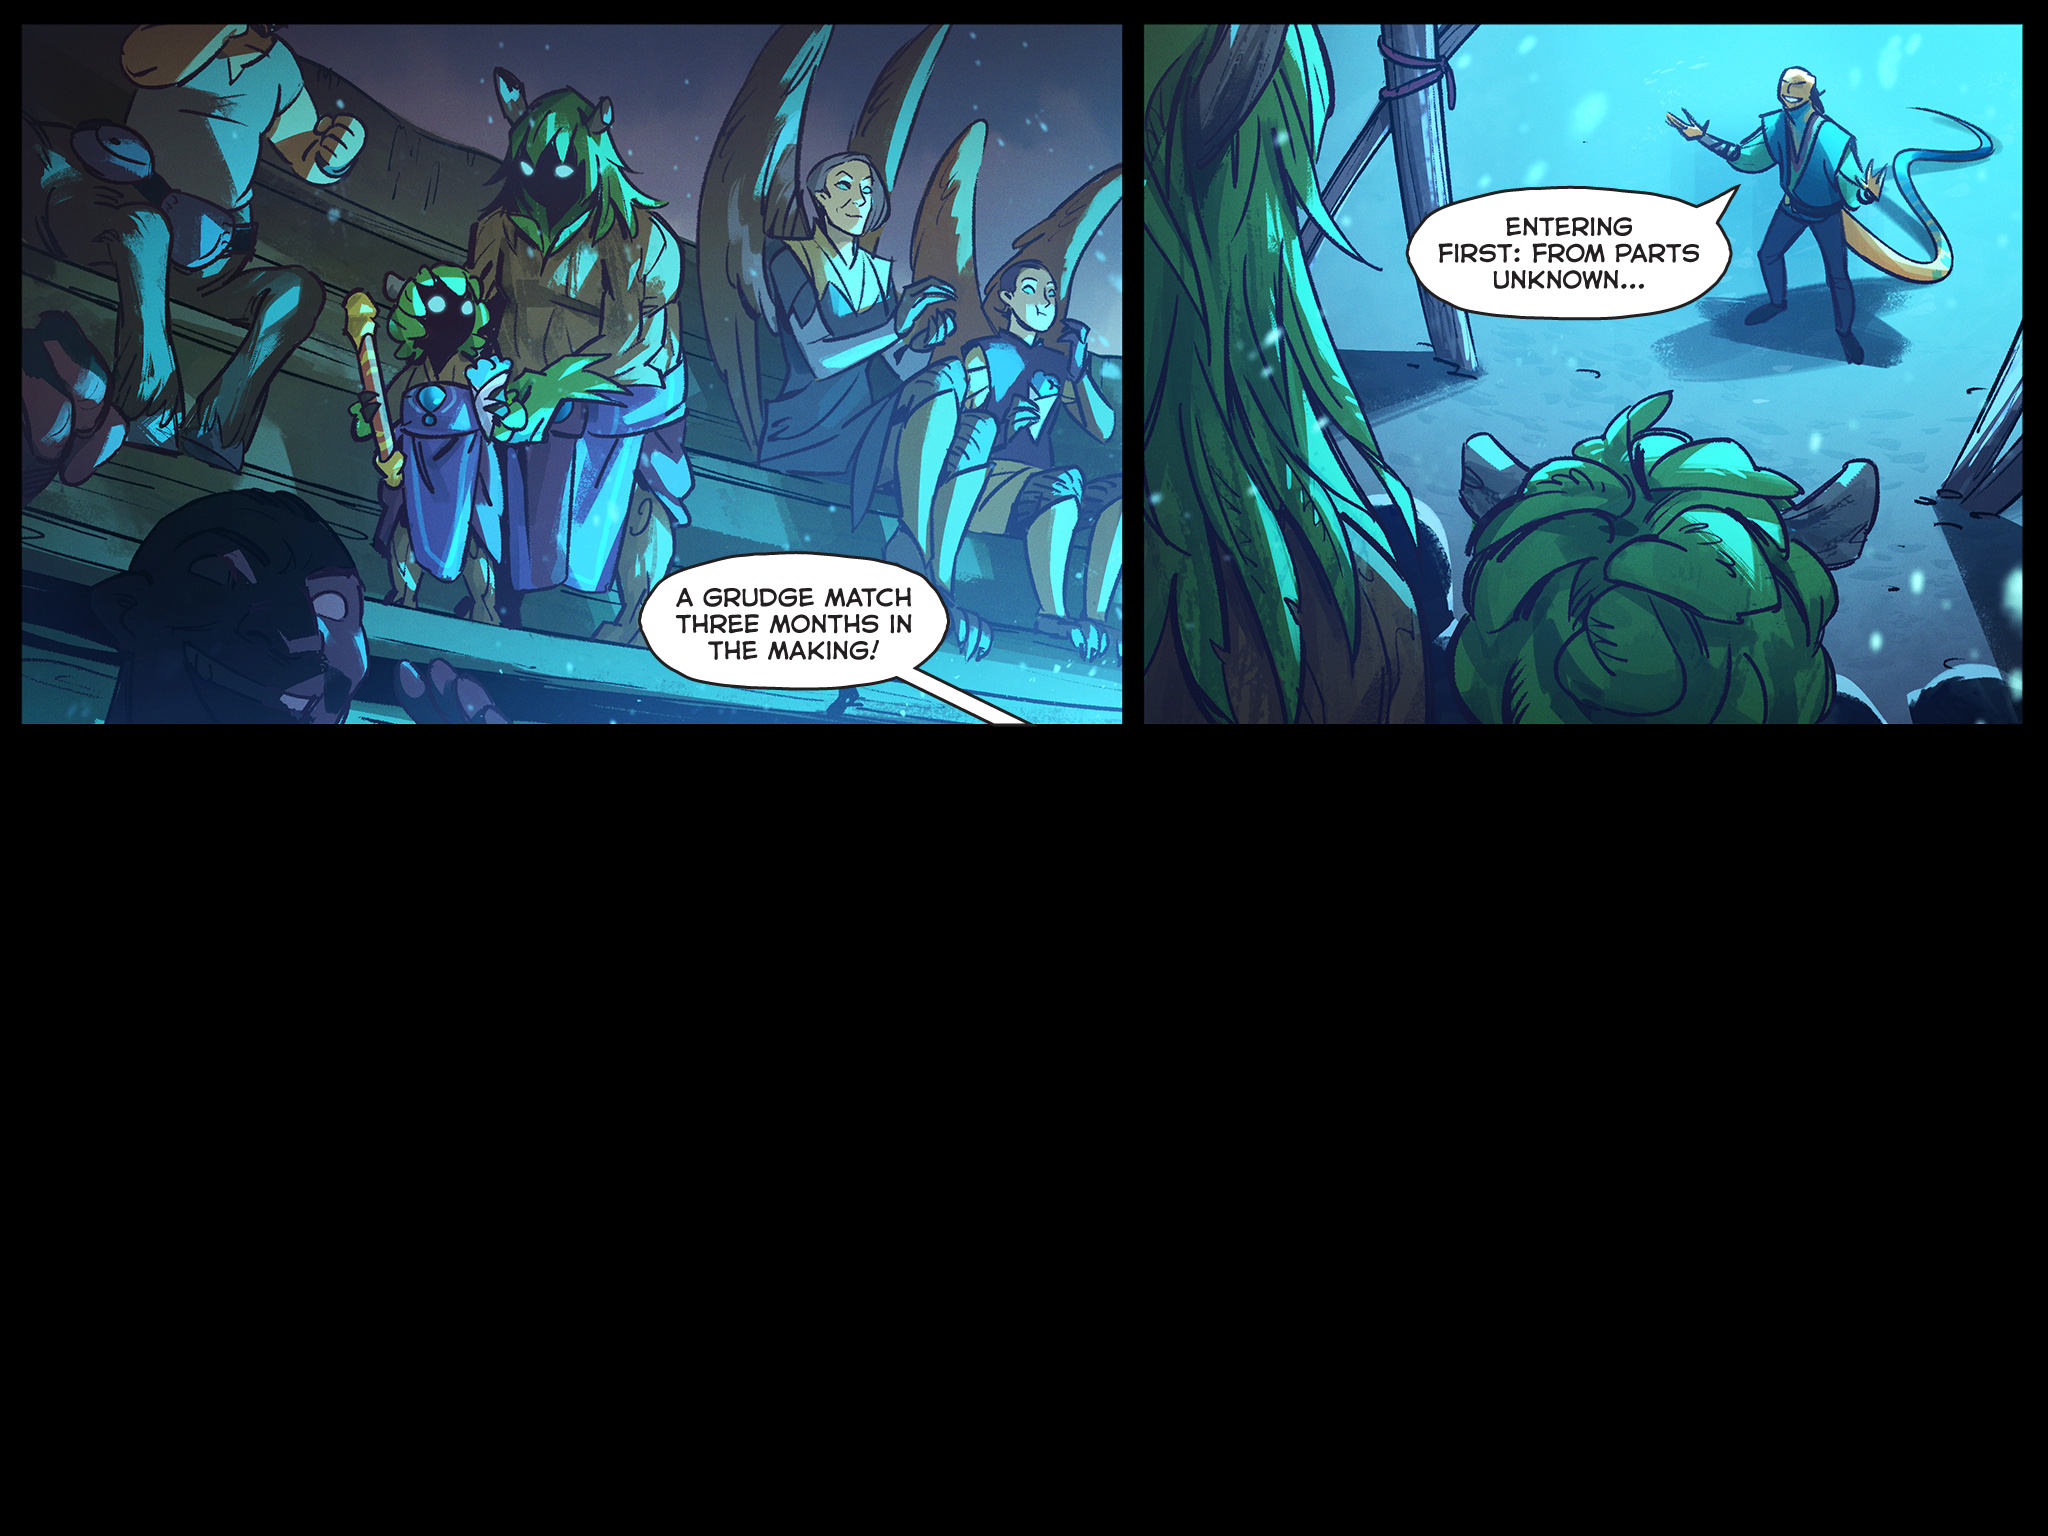 A GRUDGE MATCH
THREE MONTHS IN
THE MAKING!
ENTERING
FIRST: FROM PARTS
UNKNOWN...